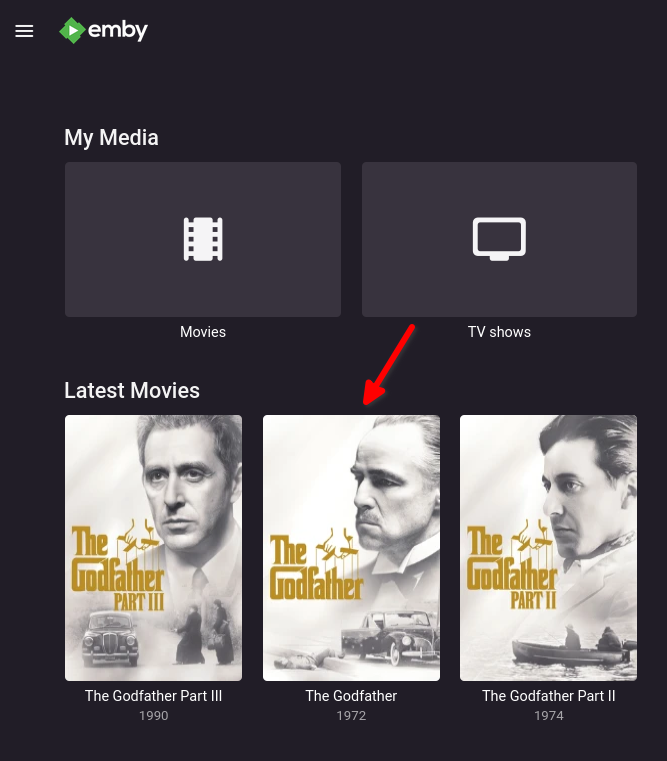 emby
My Media
Movies
TV shows
Latest Movies
The
Godfather
PART III
The
Godfather
The
Godfather
PART II
The Godfather Part III
The Godfather
The Godfather Part II
1990
1972
1974